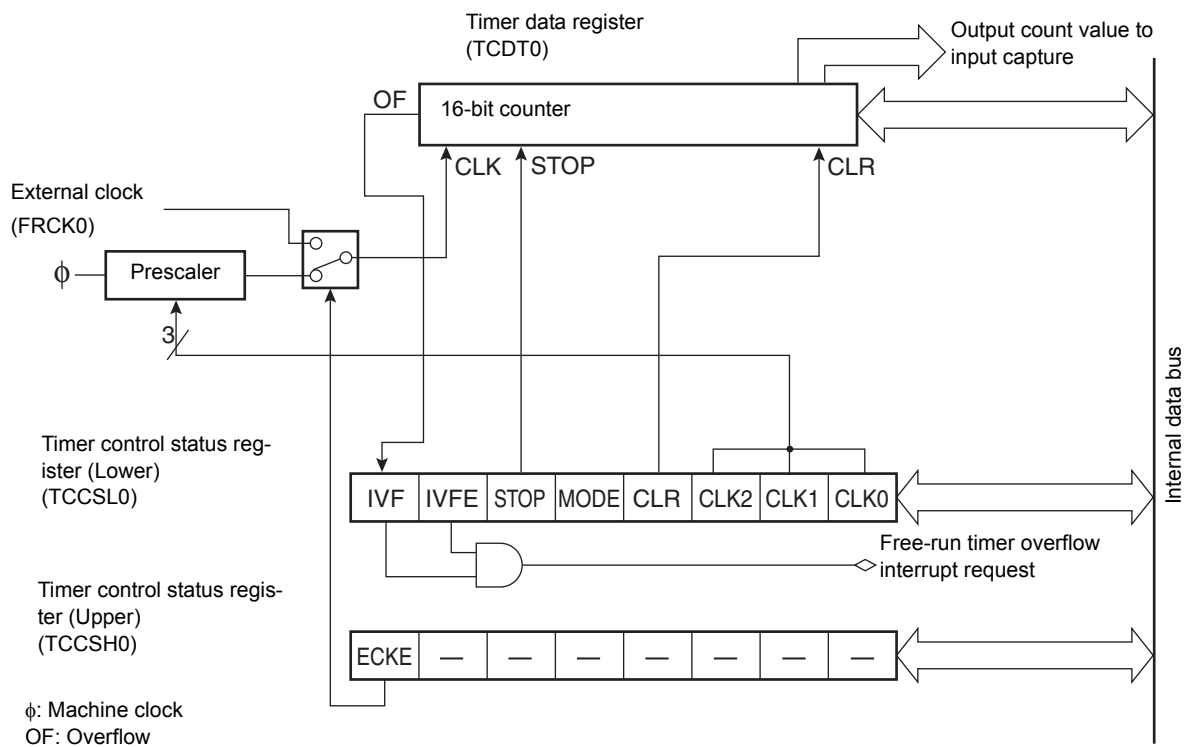 Timer data register
(TCDT0)
Output count value to
input capture
OF
16-bit counter
CLK
STOP
CLR
External clock
(FRCK0)
ϕ
Prescaler
3
Internal data bus
Timer control status reg-
ister (Lower)
(TCCSL0)
IVF IVFE STOP MODE CLR CLK2 CLK1 CLK0
Free-run timer overflow
interrupt request
Timer control status regis-
ter (Upper)
(TCCSH0)
ECKE — — — — — — —
ϕ: Machine clock
OF: Overflow